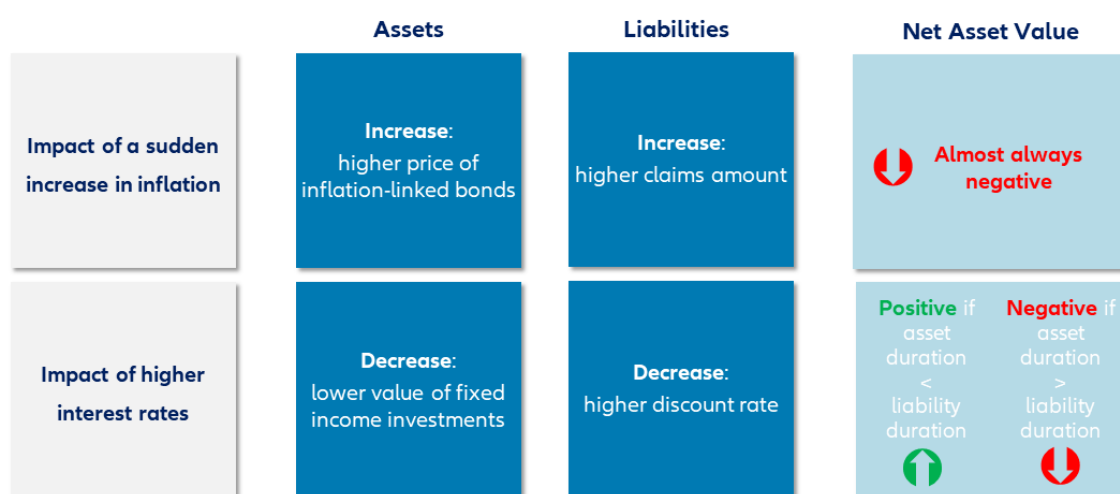 Assets
Liabilities
Net Asset Value
Impact of a sudden
increase in inflation
Increase:
higher price of
inflation-linked bonds
Increase:
higher claims amount
Almost always
negative
Impact of higher
interest rates
Decrease:
lower value of fixed
income investments
Decrease:
higher discount rate
Positive if
asset
duration
<
liability
duration
Negative if
asset
duration
>
liability
duration